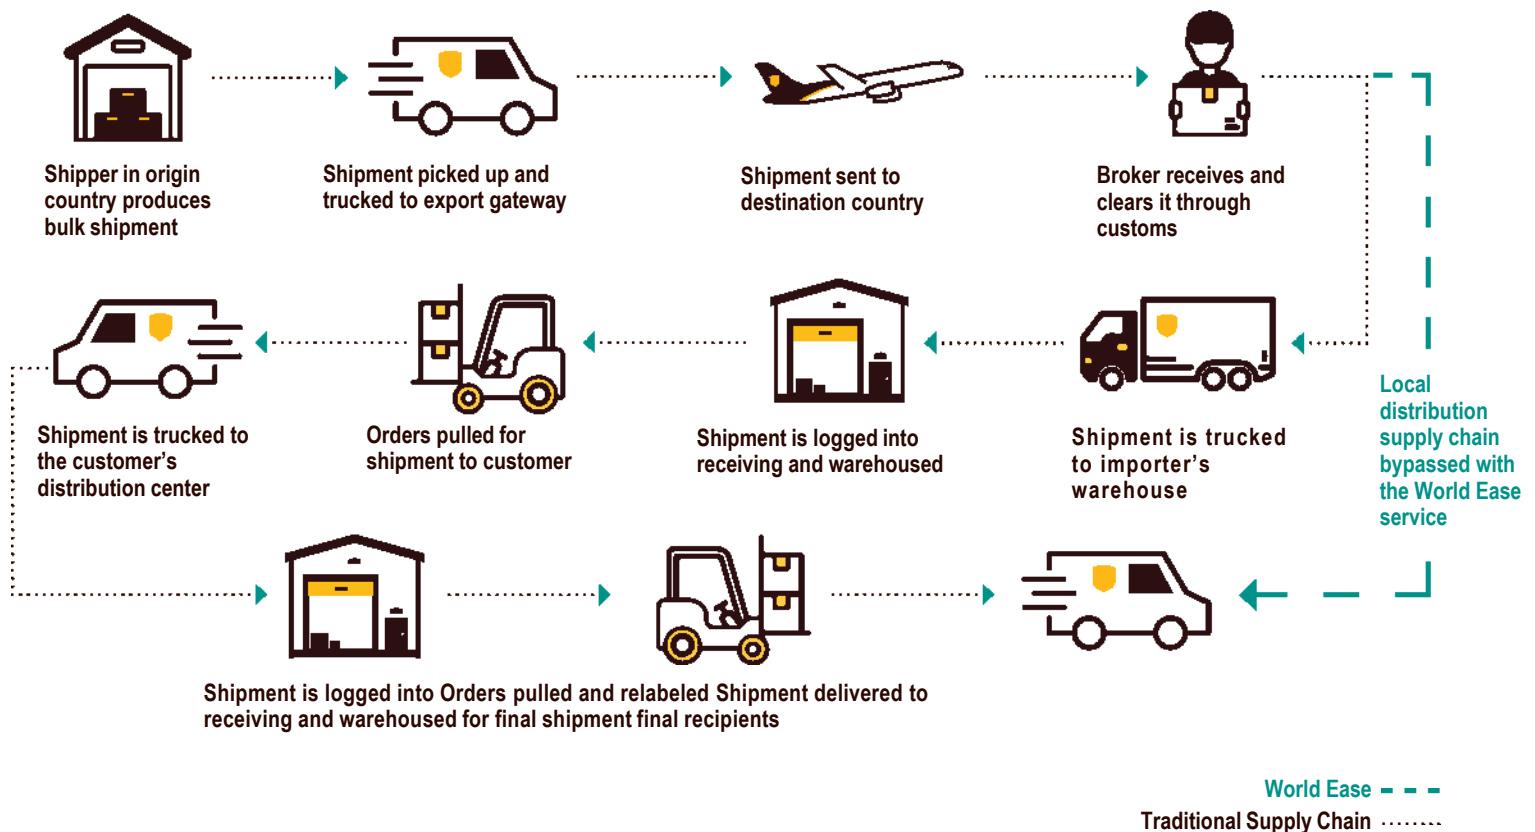 Shipper in origin
country produces
bulk shipment
Shipment picked up and
trucked to export gateway
Shipment sent to
destination country
Broker receives and
clears it through
customs
Shipment is trucked to
the customer’s
distribution center
Orders pulled for
shipment to customer
Shipment is logged into
receiving and warehoused
Shipment is trucked
to importer’s
warehouse
Local
distribution
supply chain
bypassed with
the World Ease
service
Shipment is logged into Orders pulled and relabeled Shipment delivered to
receiving and warehoused for final shipment final recipients
World Ease
Traditional Supply Chain